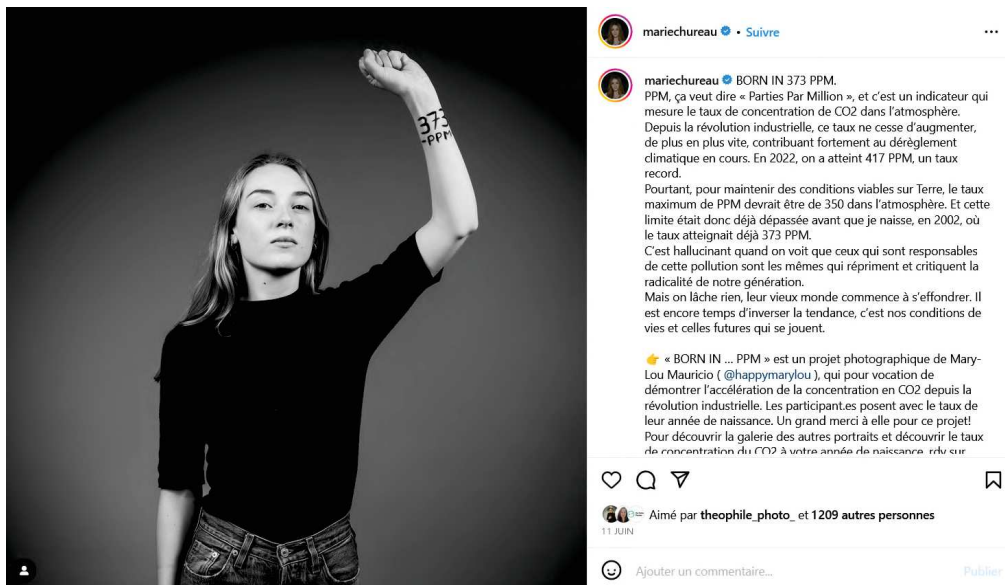 373
-PPM
mariechureau • Suivre
mariechureau BORN IN 373 PPM.
PPM, ça veut dire « Parties Par Million », et c'est un indicateur qui
mesure le taux de concentration de CO2 dans l'atmosphère.
Depuis la révolution industrielle, ce taux ne cesse d'augmenter,
de plus en plus vite, contribuant fortement au dérèglement
climatique en cours. En 2022, on a atteint 417 PPM, un taux
record.
Pourtant, pour maintenir des conditions viables sur Terre, le taux
maximum de PPM devrait être de 350 dans l'atmosphère. Et cette
limite était donc déjà dépassée avant que je naisse, en 2002, où
le taux atteignait déjà 373 PPM.
C'est hallucinant quand on voit que ceux qui sont responsables
de cette pollution sont les mêmes qui répriment et critiquent la
radicalité de notre génération.
Mais on lâche rien, leur vieux monde commence à s'effondrer. Il
est encore temps d'inverser la tendance, c'est nos conditions de
vies et celles futures qui se jouent.
👉 « BORN IN ... PPM » est un projet photographique de Mary-
Lou Mauricio ( @happymarylou ), qui pour vocation de
démontrer l'accélération de la concentration en CO2 depuis la
révolution industrielle. Les participant.es posent avec le taux de
leur année de naissance. Un grand merci à elle pour ce projet!
Pour découvrir la galerie des autres portraits et découvrir le taux
de concentration du CO2 à votre année de naissance, rdv sur
Aimé par theophile_photo_ et 1209 autres personnes
11 JUIN
Ajouter un commentaire... Publier